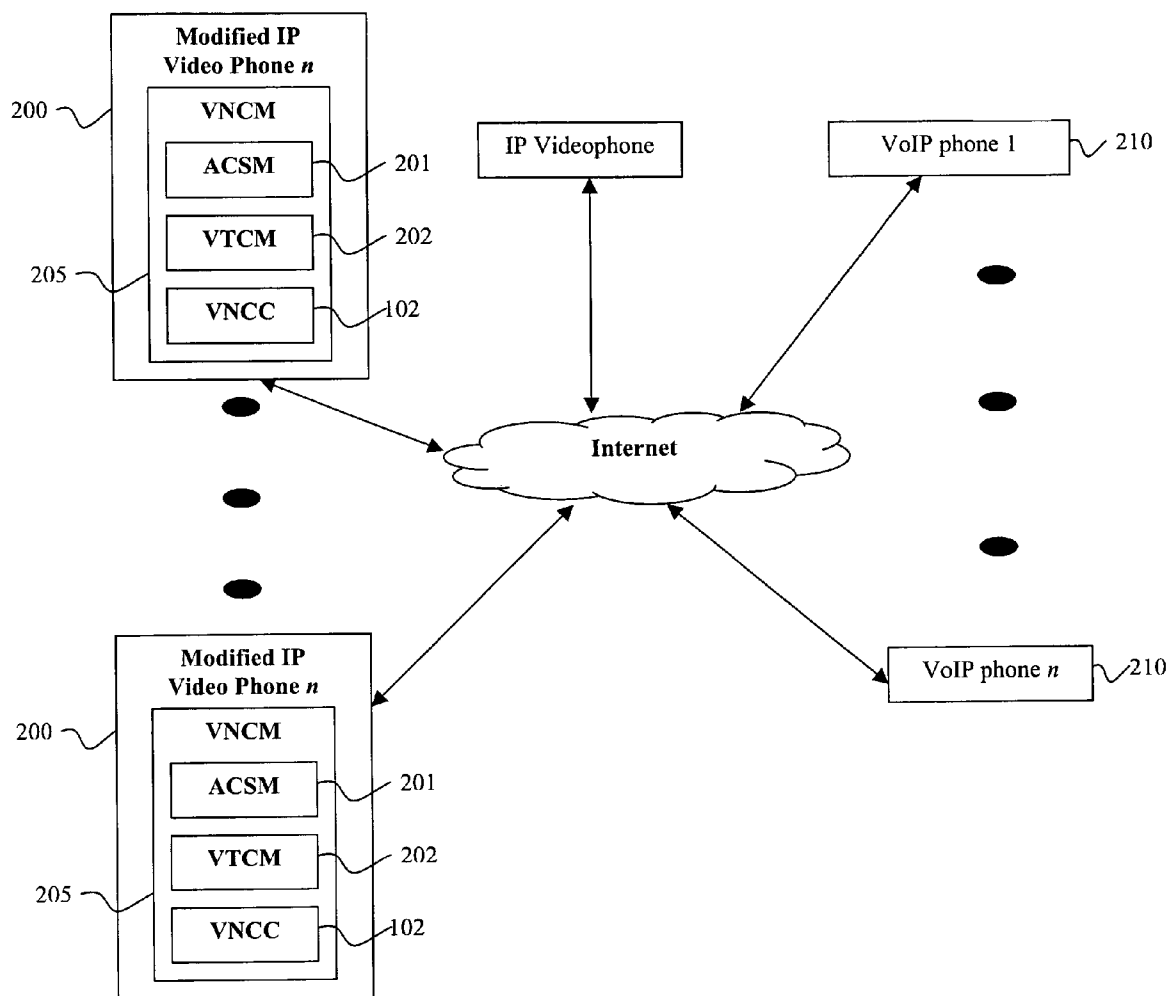 Modified IP
Video Phone n
200
VNCM
ACSM
201
VTCM
202
205
VNCC
102
IP Videophone
VoIP phone 1
210
Internet
Modified IP
Video Phone n
200
VNCM
ACSM
201
VTCM
202
205
VNCC
102
VoIP phone n
210